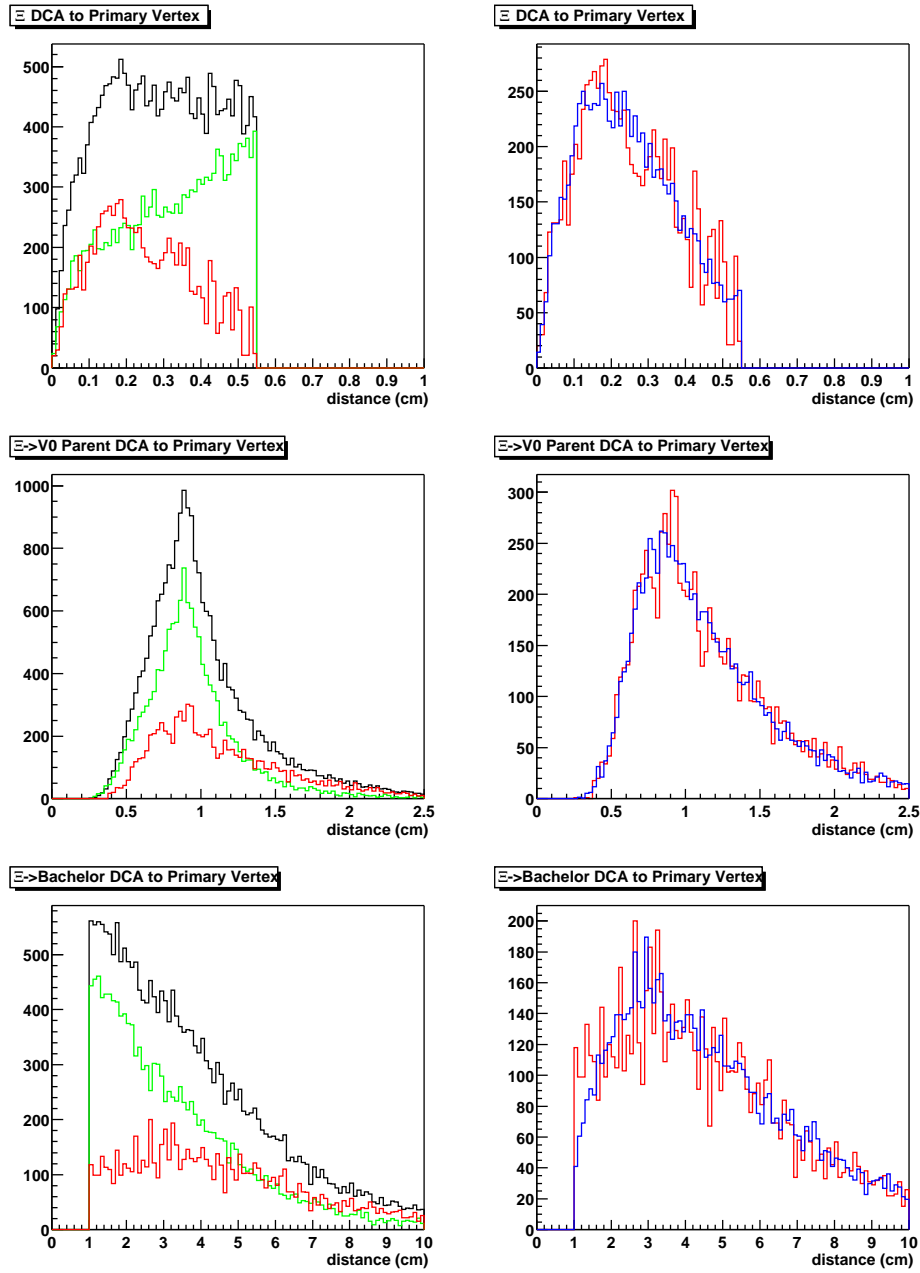 Ξ DCA to Primary Vertex
500
400
300
200
100
0
0 0.1 0.2 0.3 0.4 0.5 0.6 0.7 0.8 0.9 1
distance (cm)
Ξ DCA to Primary Vertex
250
200
150
100
50
0
0 0.1 0.2 0.3 0.4 0.5 0.6 0.7 0.8 0.9 1
distance (cm)
Ξ->V0 Parent DCA to Primary Vertex
1000
800
600
400
200
0
0 0.5 1 1.5 2 2.5
distance (cm)
Ξ->V0 Parent DCA to Primary Vertex
300
250
200
150
100
50
0
0 0.5 1 1.5 2 2.5
distance (cm)
Ξ->Bachelor DCA to Primary Vertex
500
400
300
200
100
0
0 1 2 3 4 5 6 7 8 9 10
distance (cm)
Ξ->Bachelor DCA to Primary Vertex
200
180
160
140
120
100
80
60
40
20
0
0 1 2 3 4 5 6 7 8 9 10
distance (cm)